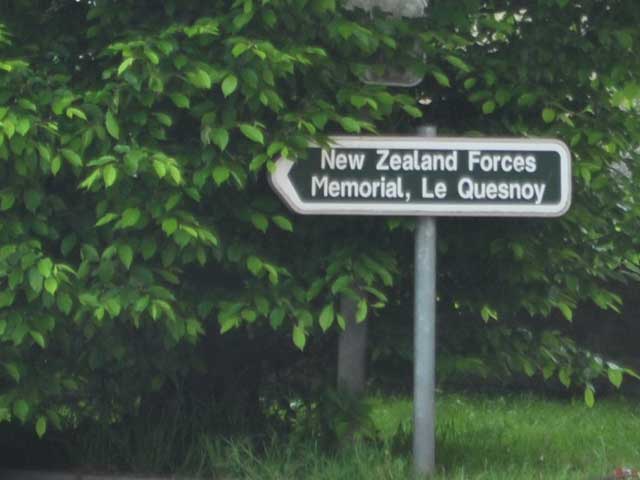 New Zealand Forces
Memorial, Le Quesnoy